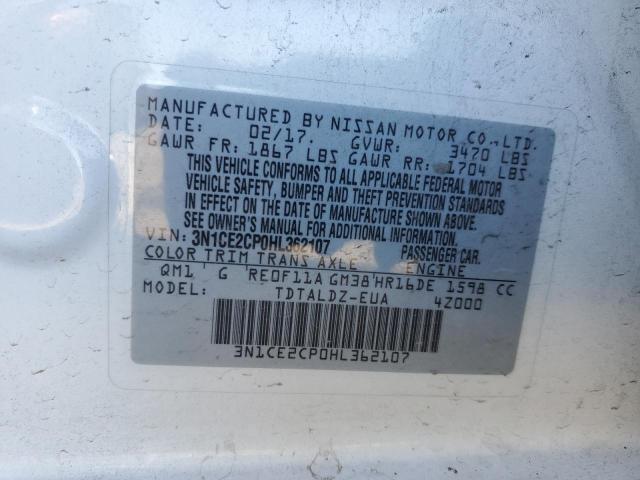 MANUFACTURED BY NISSAN MOTOR CO., LTD.
DATE: 02/17. GVWR: 3470 LBS
GAWR FR: 1867 LBS GAWR RR: 1704 LBS
THIS VEHICLE CONFORMS TO ALL APPLICABLE FEDERAL MOTOR
VEHICLE SAFETY, BUMPER AND THEFT PREVENTION STANDARDS
IN EFFECT ON THE DATE OF MANUFACTURE SHOWN ABOVE.
SEE OWNER'S MANUAL FOR ADDITIONAL INFORMATION.
VIN: 3N1CE2CP0HL362107 PASSENGER CAR.
COLOR TRIM TRANS AXLE ENGINE
QM1 G RE0F11A GM38 HR16DE 1598 CC
MODEL: TDTALDZ-EUA 4Z000
3N1CE2CP0HL362107